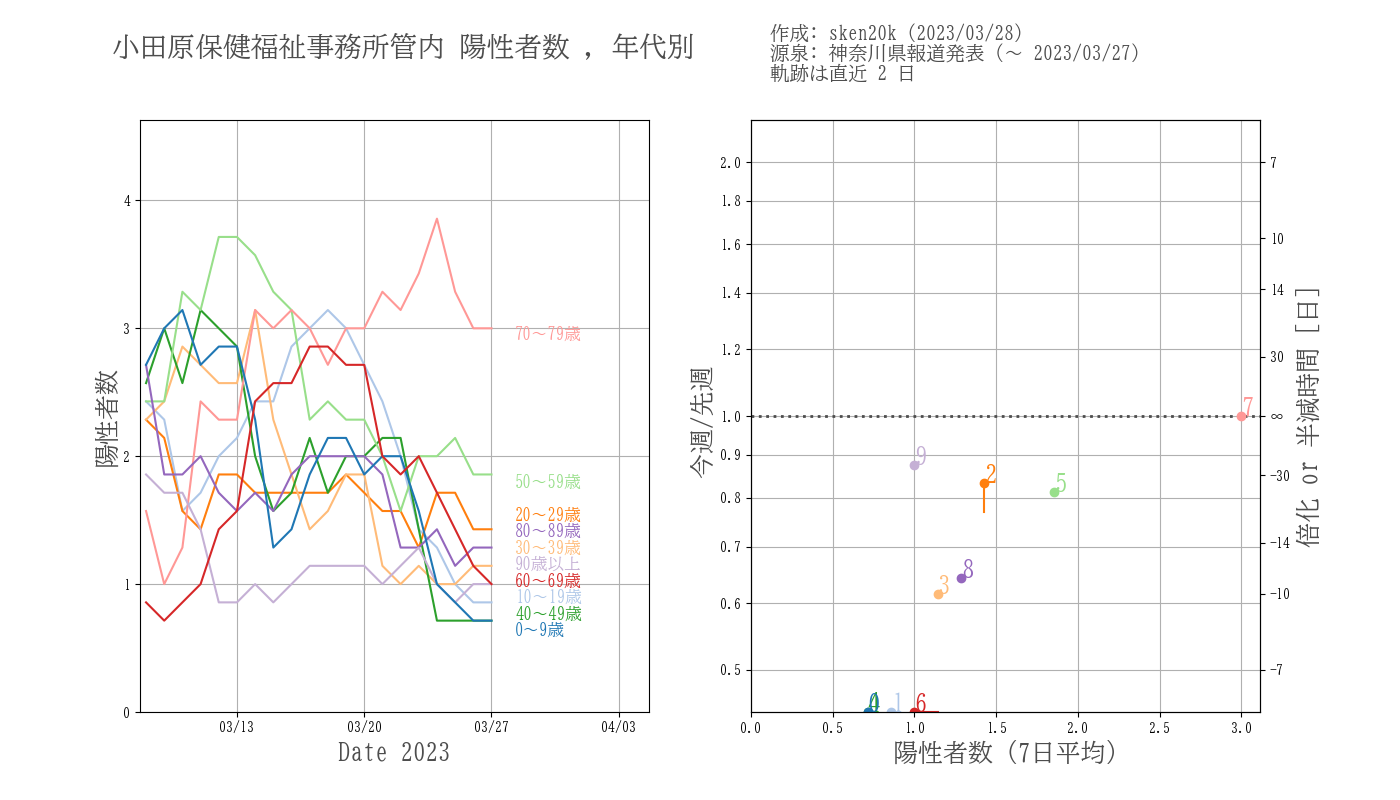 小田原保健福祉事務所管内 陽性者数 , 年代別
作成: sken20k (2023/03/28)
源泉: 神奈川県報道発表 (～ 2023/03/27)
軌跡は直近 2 日
陽性者数
4
3
2
1
0
70～79歳
50～59歳
20～29歳
80～89歳
30～39歳
90歳以上
60～69歳
10～19歳
40～49歳
0～9歳
03/13
03/20
03/27
04/03
Date 2023
今週/先週
2.0
1.8
1.6
1.4
1.2
1.0
0.9
0.8
0.7
0.6
0.5
7
9
2
5
8
3
0
4
1
6
0.0
0.5
1.0
1.5
2.0
2.5
3.0
陽性者数 (7日平均)
7
10
14
30
∞
-30
-14
-10
-7
倍化 or 半減時間 [日]